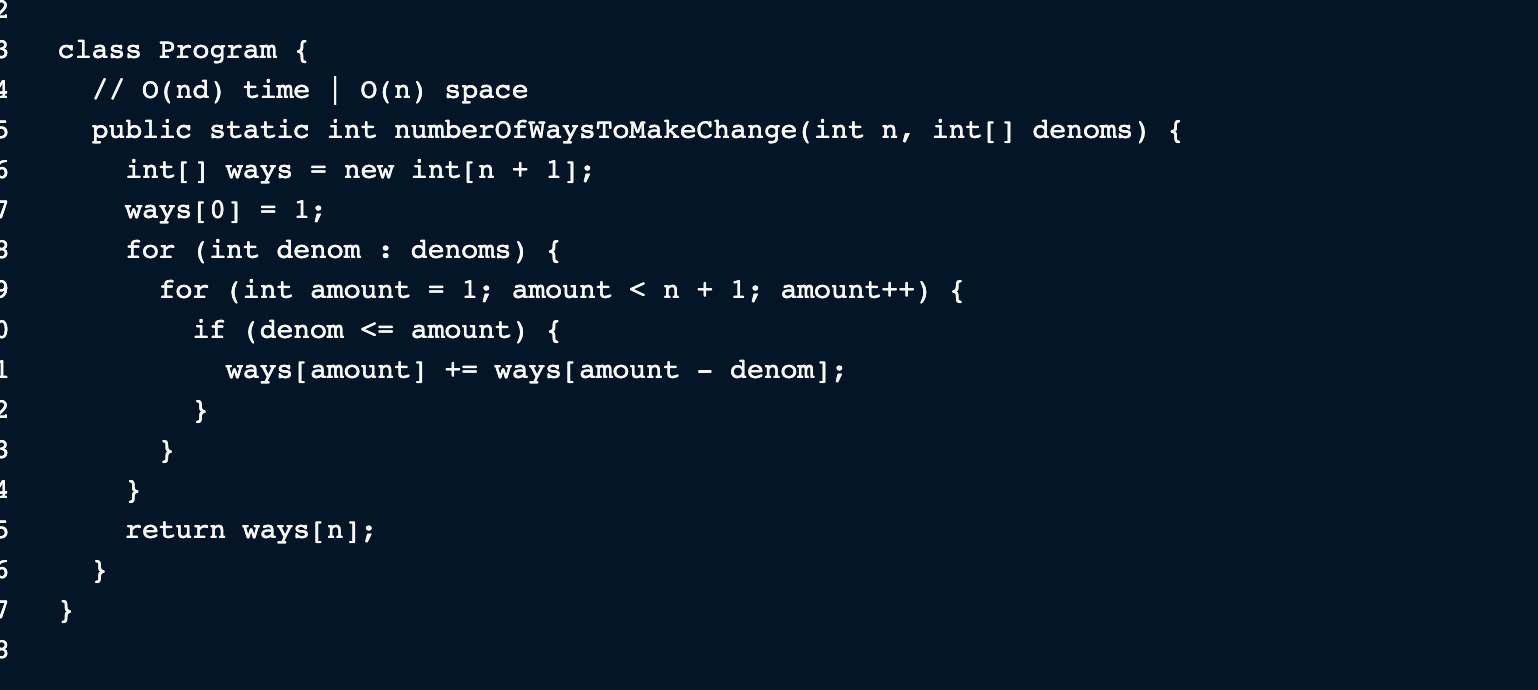 2
3 class Program {
4 // O(nd) time | O(n) space
5 public static int numberOfWaysToMakeChange(int n, int[] denoms) {
6 int[] ways = new int[n + 1];
7 ways[0] = 1;
8 for (int denom : denoms) {
9 for (int amount = 1; amount < n + 1; amount++) {
0 if (denom <= amount) {
1 ways[amount] += ways[amount - denom];
2 }
3 }
4 }
5 return ways[n];
6 }
7 }
8